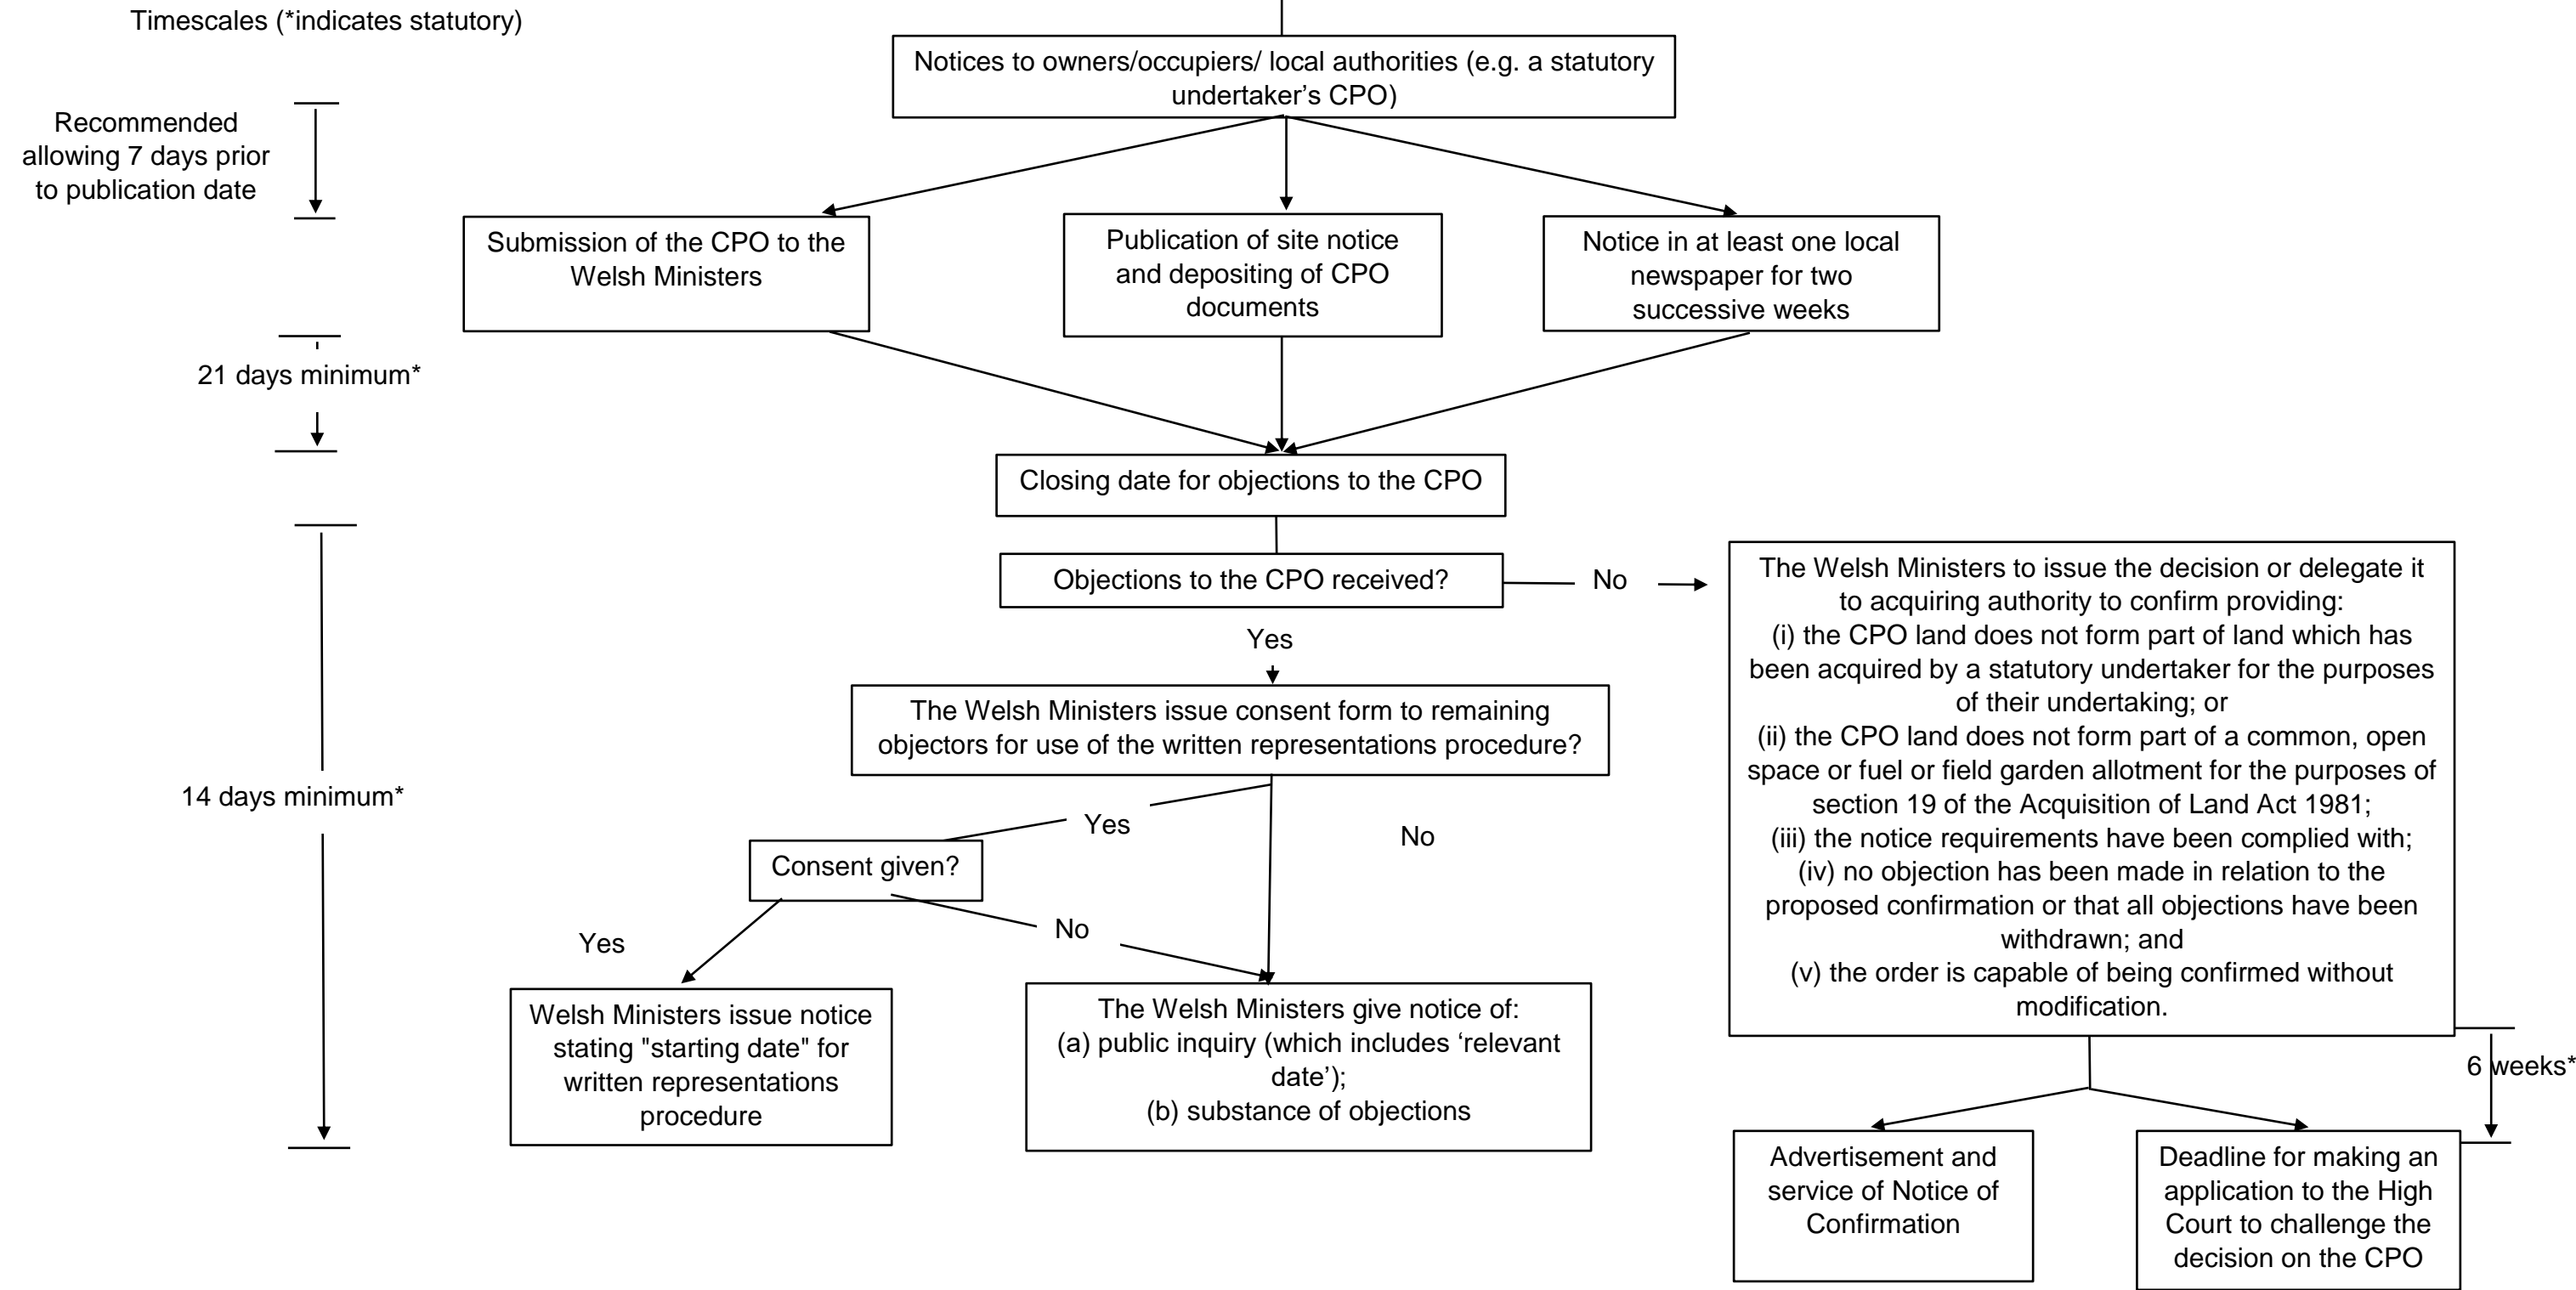 Timescales (*indicates statutory)
Notices to owners/occupiers/ local authorities (e.g. a statutory
undertaker’s CPO)
Recommended
allowing 7 days prior
to publication date
Submission of the CPO to the
Welsh Ministers
Publication of site notice
and depositing of CPO
documents
Notice in at least one local
newspaper for two
successive weeks
21 days minimum*
Closing date for objections to the CPO
Objections to the CPO received?
No
Yes
The Welsh Ministers to issue the decision or delegate it
to acquiring authority to confirm providing:
(i) the CPO land does not form part of land which has
been acquired by a statutory undertaker for the purposes
of their undertaking; or
(ii) the CPO land does not form part of a common, open
space or fuel or field garden allotment for the purposes of
section 19 of the Acquisition of Land Act 1981;
(iii) the notice requirements have been complied with;
(iv) no objection has been made in relation to the
proposed confirmation or that all objections have been
withdrawn; and
(v) the order is capable of being confirmed without
modification.
The Welsh Ministers issue consent form to remaining
objectors for use of the written representations procedure?
14 days minimum*
Yes
No
Consent given?
Yes
No
Welsh Ministers issue notice
stating "starting date" for
written representations
procedure
The Welsh Ministers give notice of:
(a) public inquiry (which includes ‘relevant
date’);
(b) substance of objections
6 weeks*
Advertisement and
service of Notice of
Confirmation
Deadline for making an
application to the High
Court to challenge the
decision on the CPO